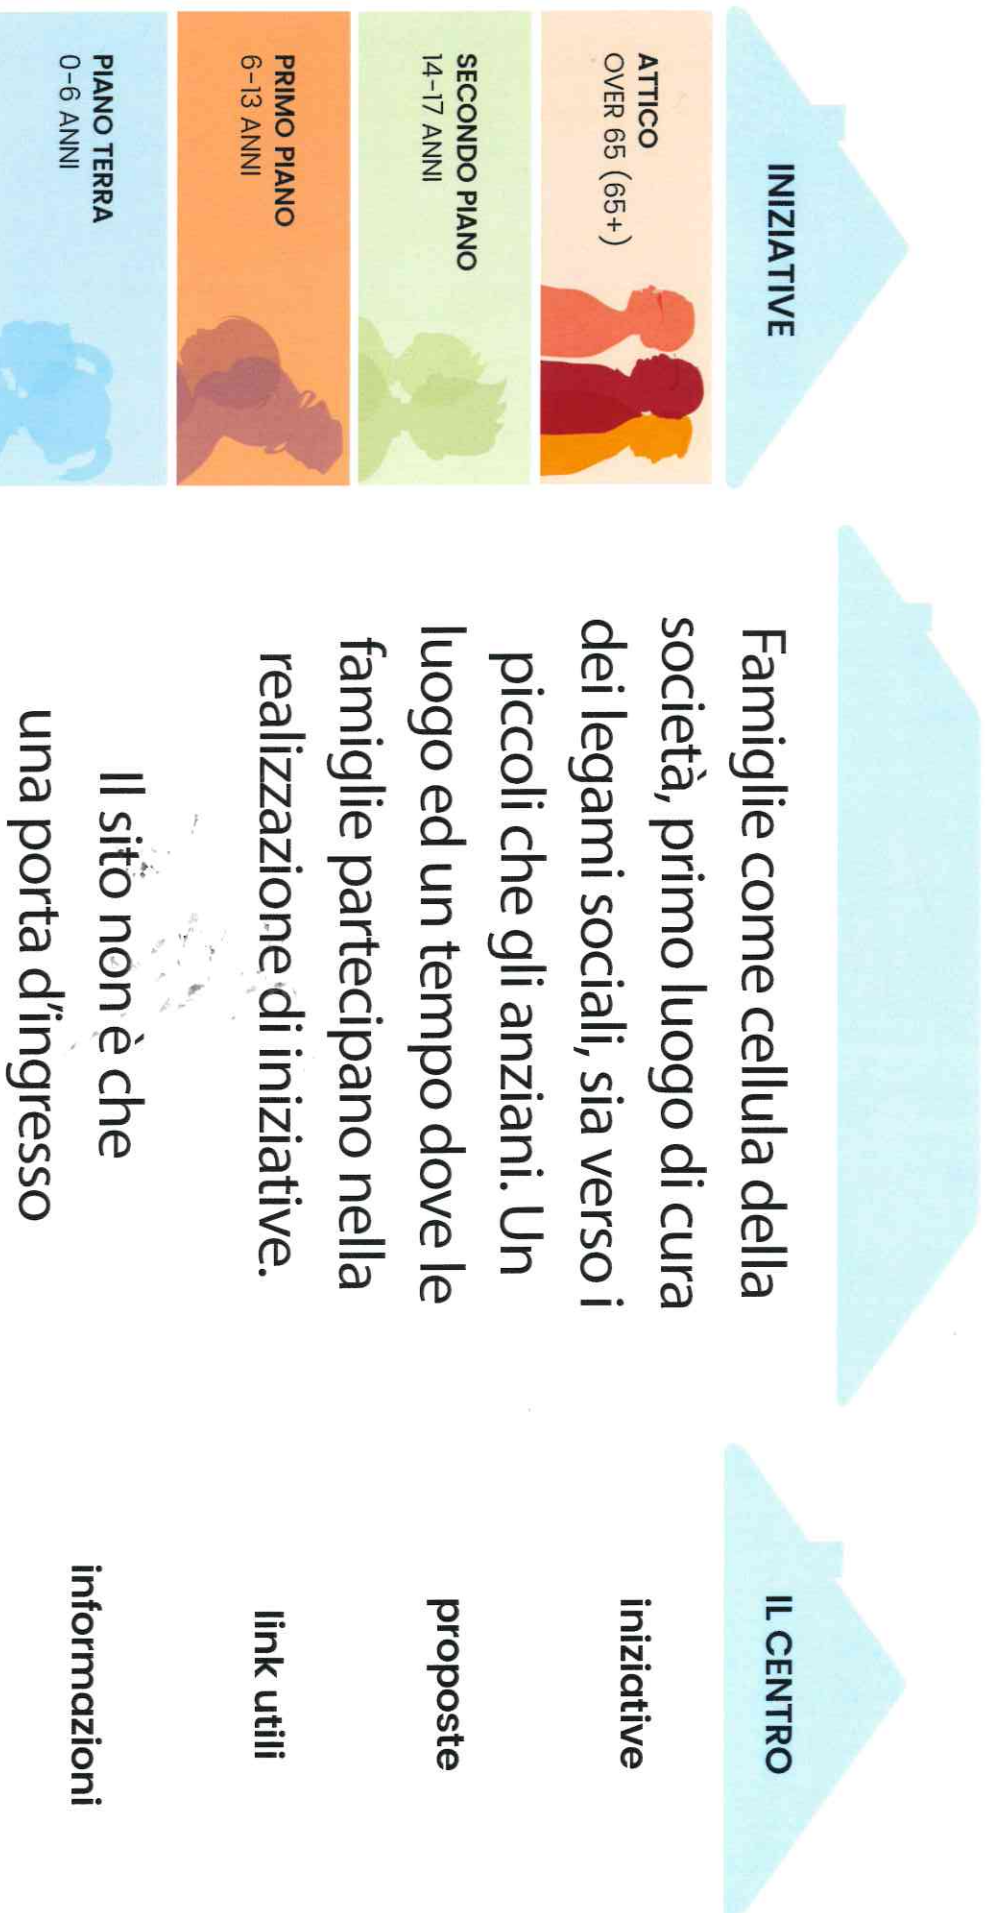 INIZIATIVE
ATTICO
OVER 65 (65+)
SECONDO PIANO
14-17 ANNI
PRIMO PIANO
6-13 ANNI
PIANO TERRA
0-6 ANNI
Famiglie come cellula della
società, primo luogo di cura
dei legami sociali, sia verso i
piccoli che gli anziani. Un
luogo ed un tempo dove le
famiglie partecipano nella
realizzazione di iniziative.
Il sito non è che
una porta d'ingresso
IL CENTRO
iniziative
proposte
link utili
informazioni